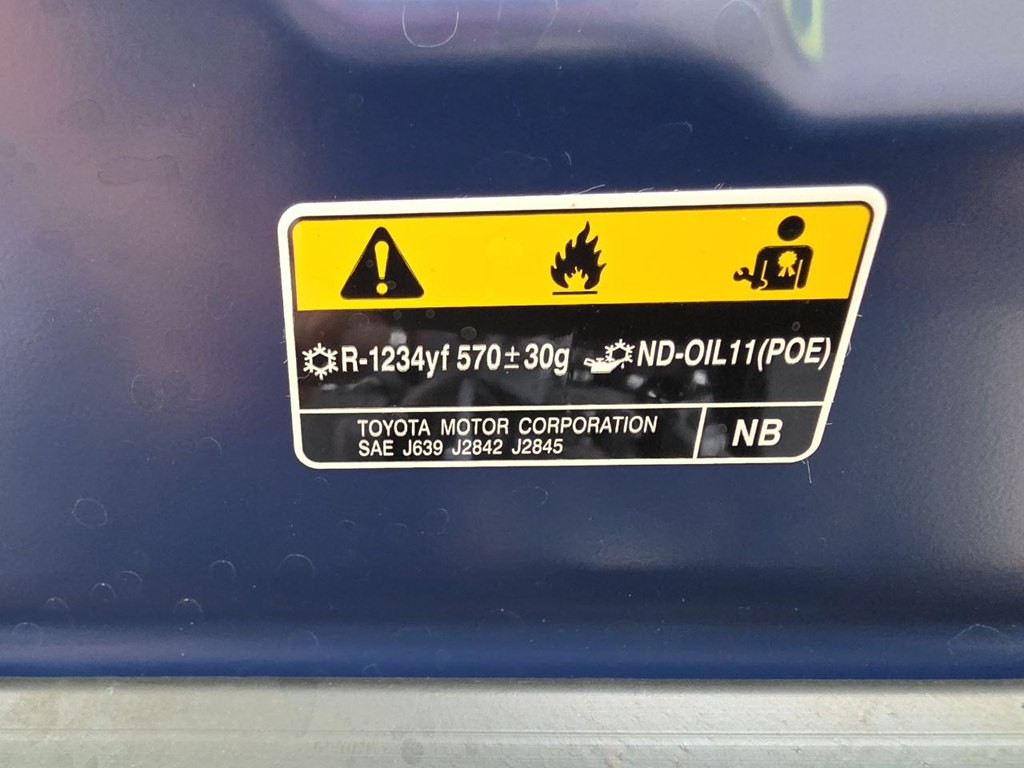 R-1234yf 570±30g ND-OIL11(POE)
TOYOTA MOTOR CORPORATION
SAE J639 J2842 J2845
NB